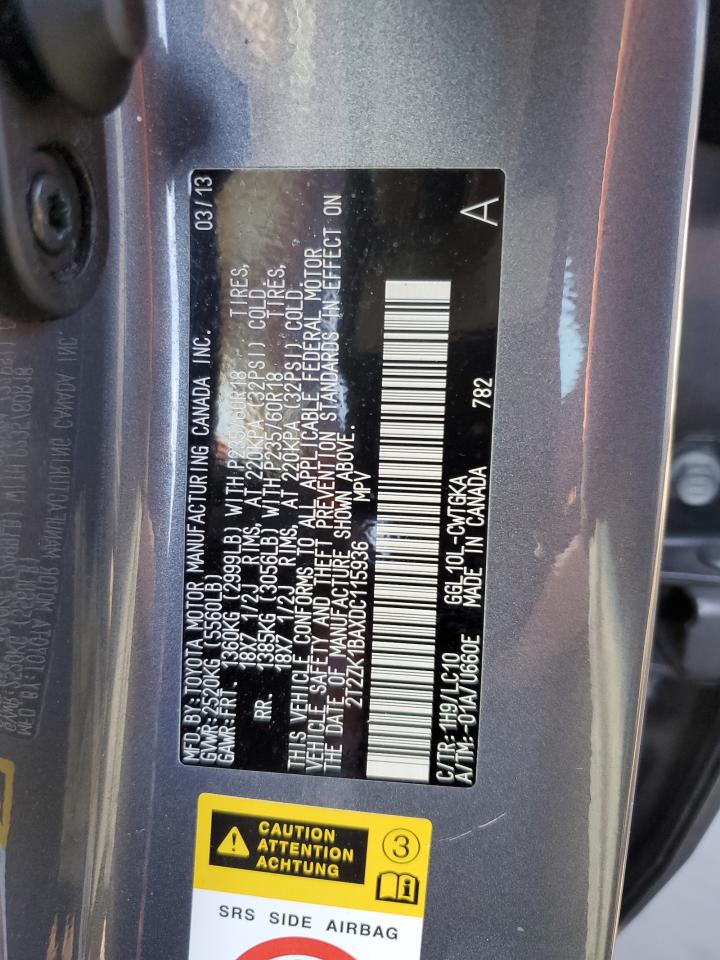 MFD.BY:TOYOTA MOTOR MANUFACTURING CANADA INC. 03/13
GVWR:2520KG(5560LB)
GAWR:FRT. 1360KG(2999LB)WITH P235/60R18 TIRES,
18X7 1/2J RIMS, AT 220KPA(32PSI) COLD.
RR. 1385KG(3056LB)WITH P235/60R18 TIRES,
18X7 1/2J RIMS, AT 220KPA(32PSI) COLD.
THIS VEHICLE CONFORMS TO ALL APPLICABLE FEDERAL MOTOR
VEHICLE SAFETY AND THEFT PREVENTION STANDARDS IN EFFECT ON
THE DATE OF MANUFACTURE SHOWN ABOVE.
2T2ZK1BAXDC115936 MPV
C/TR:1H9/LC10 GGL10L-CWTGKA
A/TM:-01A/U660E MADE IN CANADA 782
A
CAUTION
ATTENTION
ACHTUNG
3
SRS SIDE AIRBAG